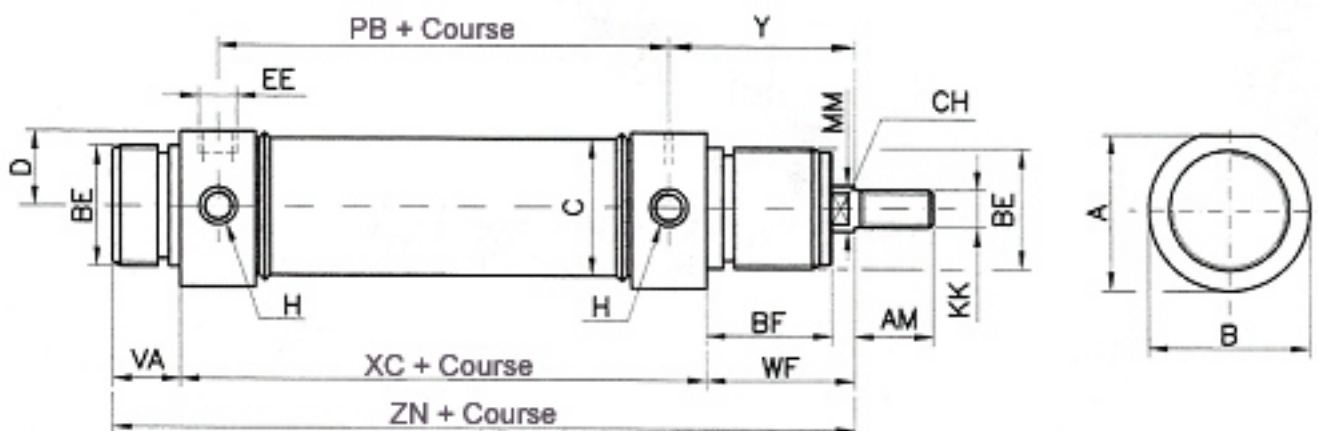 PB + Course
Y
EE
MM
CH
D
BE
C
BE
A
H
H
KK
BF
AM
B
VA
XC + Course
WF
ZN + Course